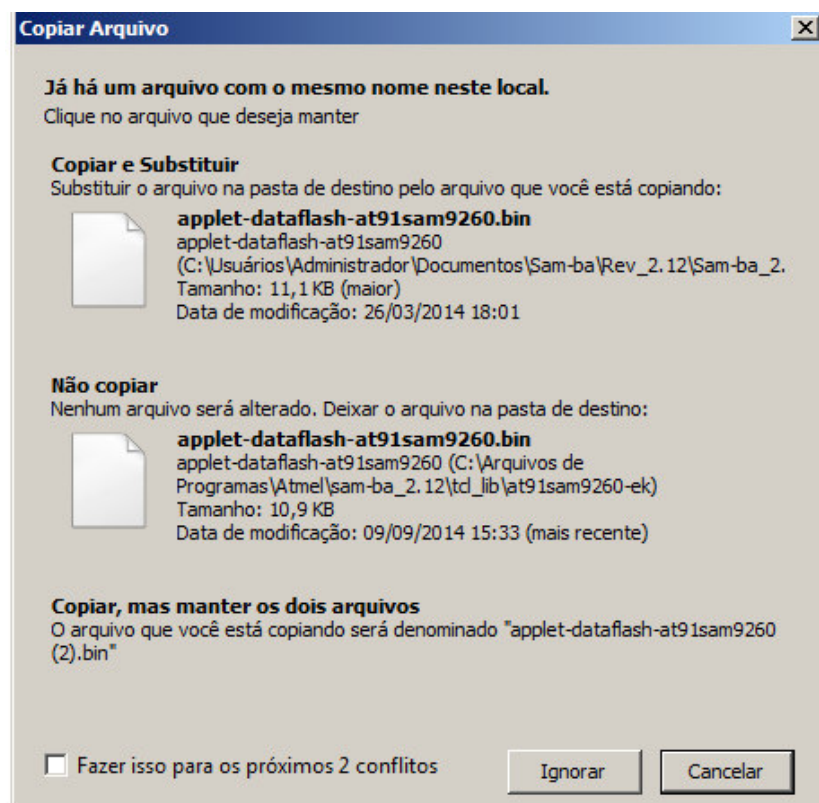 Copiar Arquivo
Já há um arquivo com o mesmo nome neste local.
Clique no arquivo que deseja manter
Copiar e Substituir
Substituir o arquivo na pasta de destino pelo arquivo que você está copiando:
applet-dataflash-at91sam9260.bin
applet-dataflash-at91sam9260
(C:\Usuários\Administrador\Documentos\Sam-ba\Rev_2.12\Sam-ba_2.
Tamanho: 11,1 KB (maior)
Data de modificação: 26/03/2014 18:01
Não copiar
Nenhum arquivo será alterado. Deixar o arquivo na pasta de destino:
applet-dataflash-at91sam9260.bin
applet-dataflash-at91sam9260 (C:\Arquivos de
Programas\Atmel\sam-ba_2.12\tcl_lib\at91sam9260-ek)
Tamanho: 10,9 KB
Data de modificação: 09/09/2014 15:33 (mais recente)
Copiar, mas manter os dois arquivos
O arquivo que você está copiando será denominado "applet-dataflash-at91sam9260
(2).bin"
Fazer isso para os próximos 2 conflitos
Ignorar
Cancelar